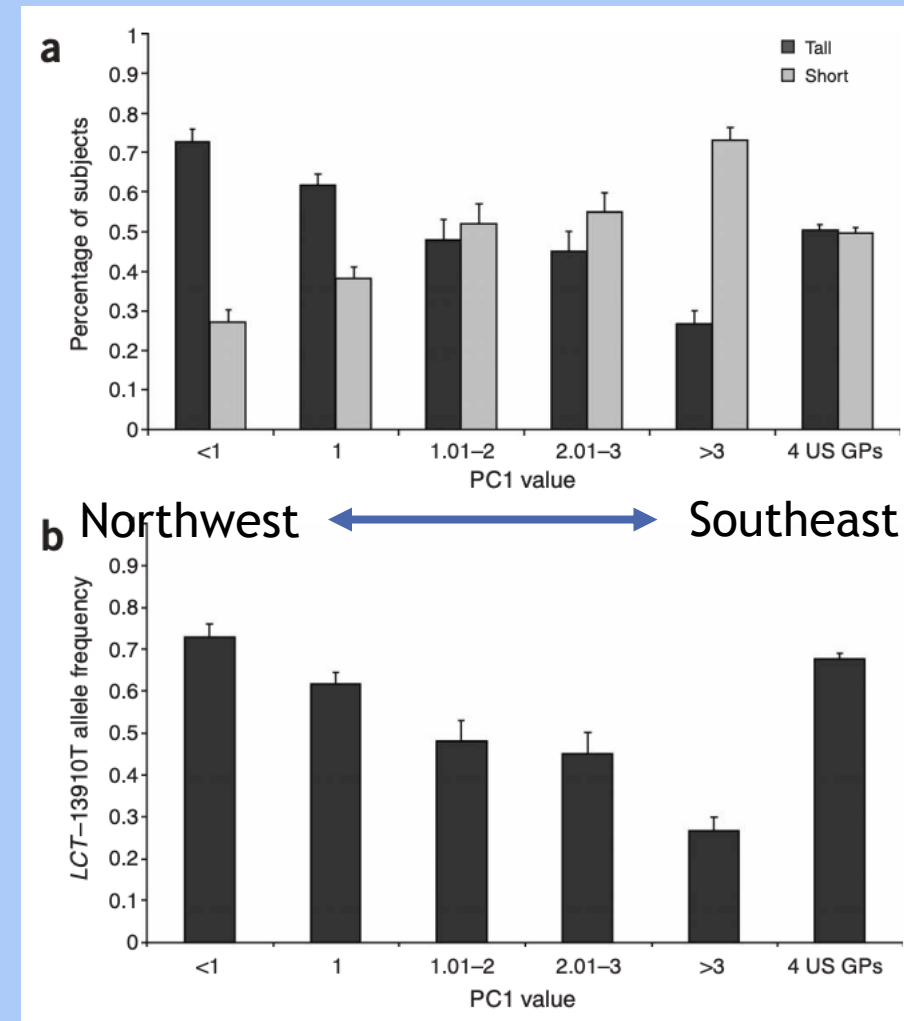 a
Tall
Short
Percentage of subjects
1
0.9
0.8
0.7
0.6
0.5
0.4
0.3
0.2
0.1
0
<1 1 1.01–2 2.01–3 >3 4 US GPs
PC1 value
Northwest Southeast
b
LCT–13910T allele frequency
0.9
0.8
0.7
0.6
0.5
0.4
0.3
0.2
0.1
0
<1 1 1.01–2 2.01–3 >3 4 US GPs
PC1 value